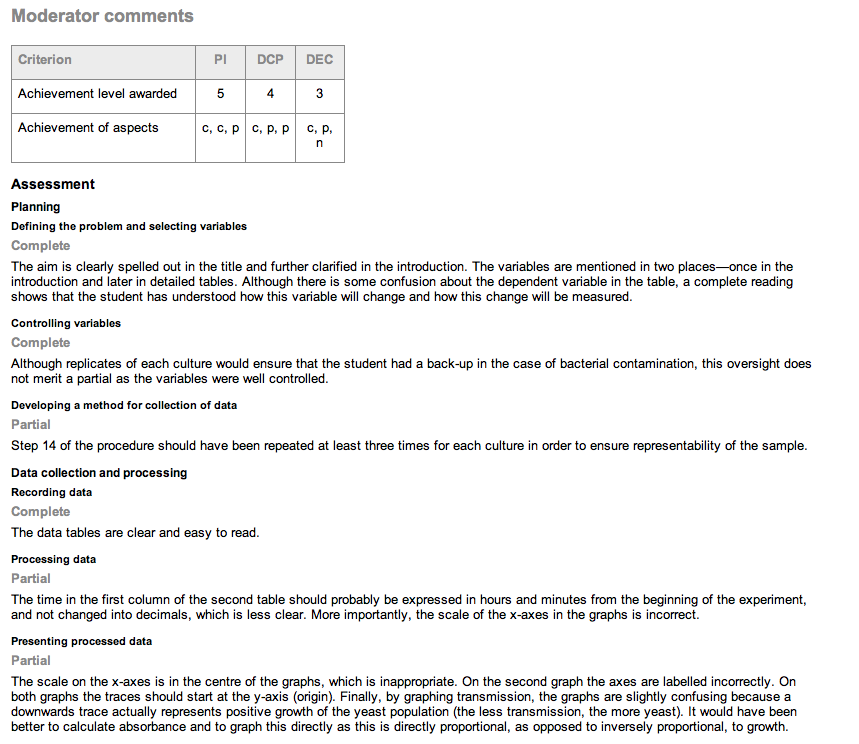 Moderator comments
Criterion PI DCP DEC
Achievement level awarded 5 4 3
Achievement of aspects c, c, p c, p, p c, p,
n
Assessment
Planning
Defining the problem and selecting variables
Complete
The aim is clearly spelled out in the title and further clarified in the introduction. The variables are mentioned in two places—once in the
introduction and later in detailed tables. Although there is some confusion about the dependent variable in the table, a complete reading
shows that the student has understood how this variable will change and how this change will be measured.
Controlling variables
Complete
Although replicates of each culture would ensure that the student had a back-up in the case of bacterial contamination, this oversight does
not merit a partial as the variables were well controlled.
Developing a method for collection of data
Partial
Step 14 of the procedure should have been repeated at least three times for each culture in order to ensure representability of the sample.
Data collection and processing
Recording data
Complete
The data tables are clear and easy to read.
Processing data
Partial
The time in the first column of the second table should probably be expressed in hours and minutes from the beginning of the experiment,
and not changed into decimals, which is less clear. More importantly, the scale of the x-axes in the graphs is incorrect.
Presenting processed data
Partial
The scale on the x-axes is in the centre of the graphs, which is inappropriate. On the second graph the axes are labelled incorrectly. On
both graphs the traces should start at the y-axis (origin). Finally, by graphing transmission, the graphs are slightly confusing because a
downwards trace actually represents positive growth of the yeast population (the less transmission, the more yeast). It would have been
better to calculate absorbance and to graph this directly as this is directly proportional, as opposed to inversely proportional, to growth.